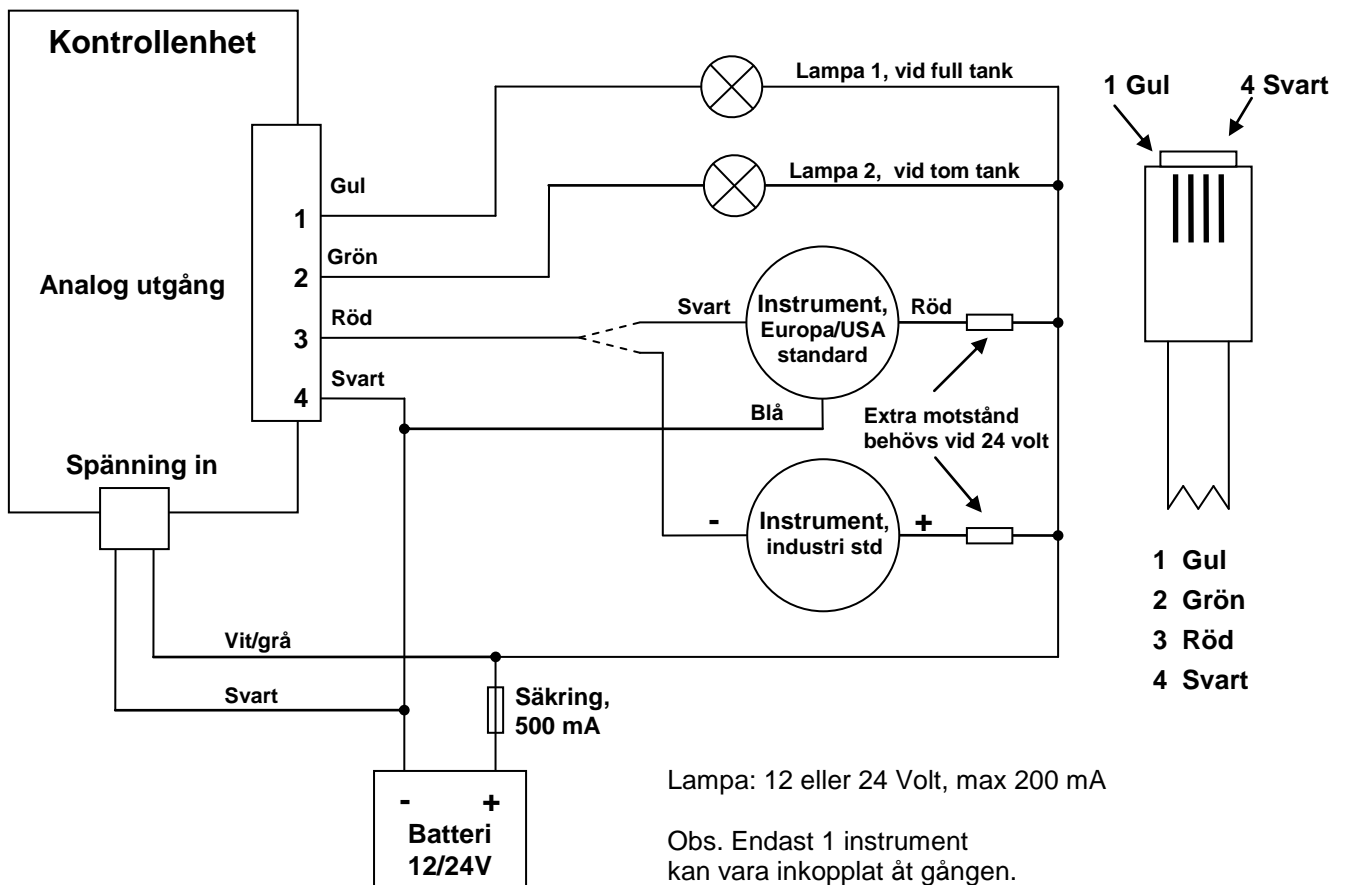 Kontrollenhet
Lampa 1, vid full tank
1 Gul
4 Svart
Lampa 2,  vid tom tank
Gul
1
Grön
2
Analog utgång
Röd
3
Svart
4
Svart
Instrument,
Europa/USA
standard
Röd
Blå
Extra motstånd
behövs vid 24 volt
Spänning in
-
Instrument,
industri std
+
1 Gul
2 Grön
3 Röd
4 Svart
Vit/grå
Svart
Säkring,
500 mA
- +
Batteri
12/24V
Lampa: 12 eller 24 Volt, max 200 mA
Obs. Endast 1 instrument
kan vara inkopplat åt gången.